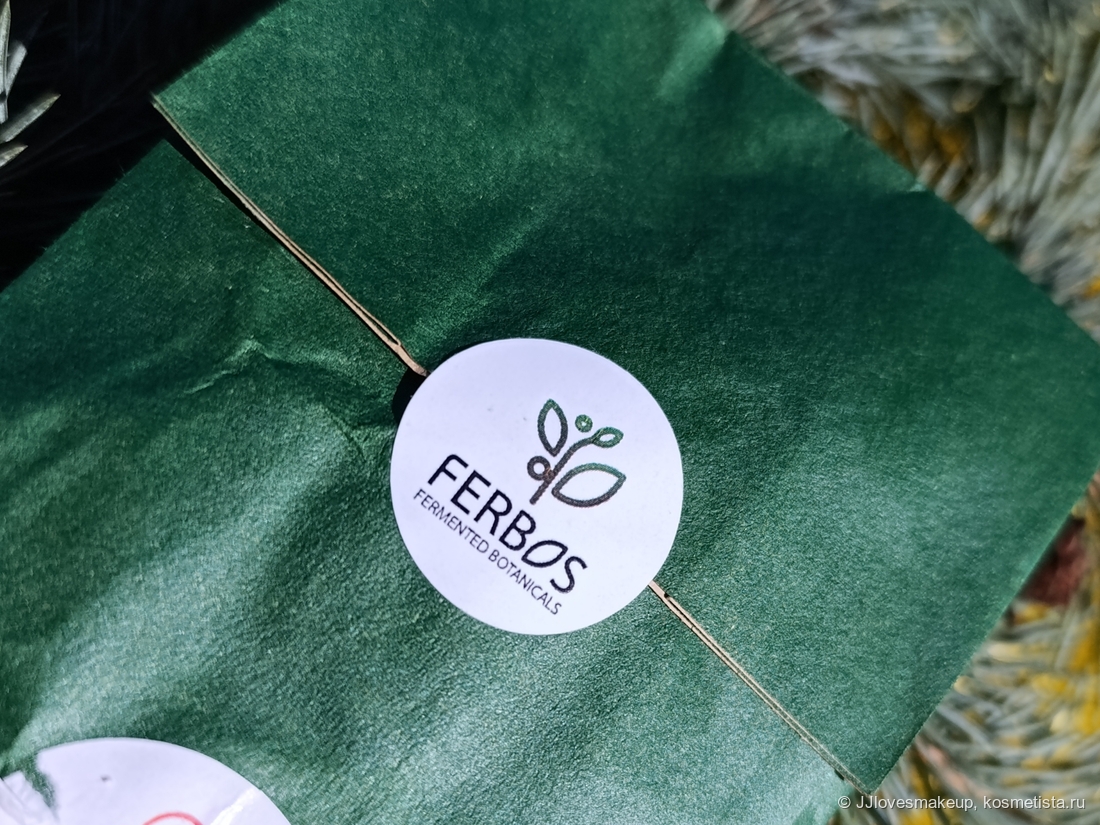 FERBOS
FERMENTED BOTANICALS
© JJlovesmakeup, kosmetista.ru